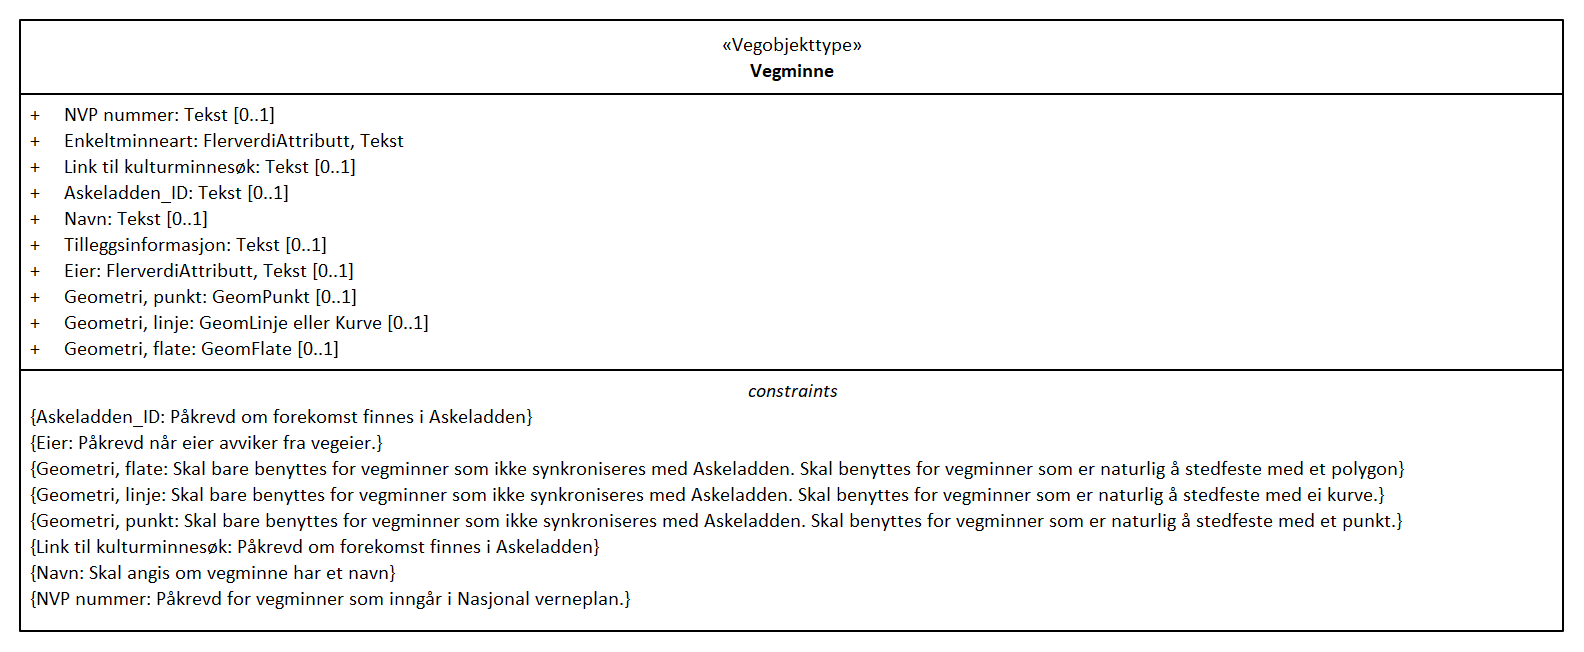 «Vegobjekttype»
Vegminne
+ NVP nummer: Tekst [0..1]
+ Enkeltminneart: FlerverdiAttributt, Tekst
+ Link til kulturminnesøk: Tekst [0..1]
+ Askeladden_ID: Tekst [0..1]
+ Navn: Tekst [0..1]
+ Tilleggsinformasjon: Tekst [0..1]
+ Eier: FlerverdiAttributt, Tekst [0..1]
+ Geometri, punkt: GeomPunkt [0..1]
+ Geometri, linje: GeomLinje eller Kurve [0..1]
+ Geometri, flate: GeomFlate [0..1]
constraints
{Askeladden_ID: Påkrevd om forekomst finnes i Askeladden}
{Eier: Påkrevd når eier avviker fra vegeier.}
{Geometri, flate: Skal bare benyttes for vegminner som ikke synkroniseres med Askeladden. Skal benyttes for vegminner som er naturlig å stedfeste med et polygon}
{Geometri, linje: Skal bare benyttes for vegminner som ikke synkroniseres med Askeladden. Skal benyttes for vegminner som er naturlig å stedfeste med ei kurve.}
{Geometri, punkt: Skal bare benyttes for vegminner som ikke synkroniseres med Askeladden. Skal benyttes for vegminner som er naturlig å stedfeste med et punkt.}
{Link til kulturminnesøk: Påkrevd om forekomst finnes i Askeladden}
{Navn: Skal angis om vegminne har et navn}
{NVP nummer: Påkrevd for vegminner som inngår i Nasjonal verneplan.}